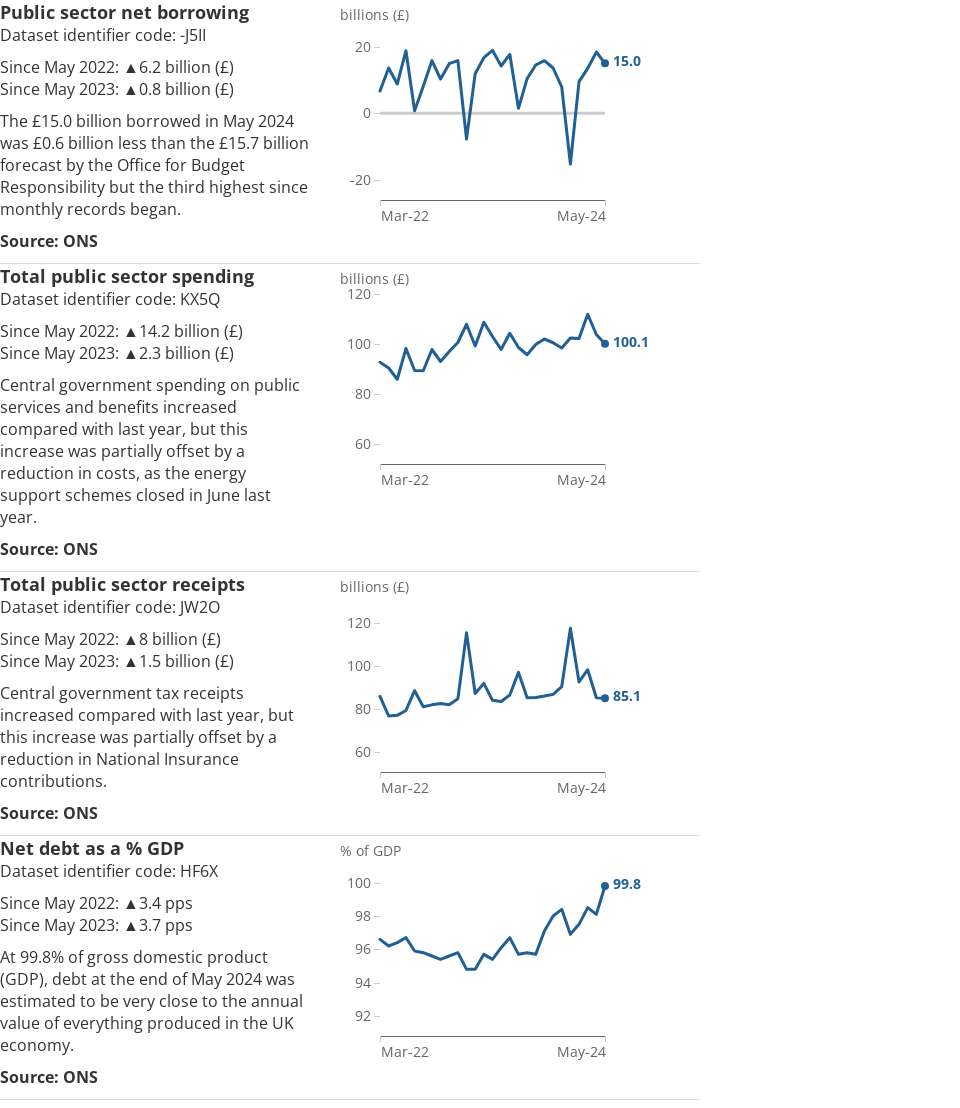 Public sector net borrowing
Dataset identifier code: -J5II
Since May 2022: ▲6.2 billion (£)
Since May 2023: ▲0.8 billion (£)
The £15.0 billion borrowed in May 2024
was £0.6 billion less than the £15.7 billion
forecast by the Office for Budget
Responsibility but the third highest since
monthly records began.
Source: ONS
billions (£)
20
0
-20
15.0
Mar-22
May-24
Total public sector spending
Dataset identifier code: KX5Q
Since May 2022: ▲14.2 billion (£)
Since May 2023: ▲2.3 billion (£)
Central government spending on public
services and benefits increased
compared with last year, but this
increase was partially offset by a
reduction in costs, as the energy
support schemes closed in June last
year.
Source: ONS
billions (£)
120
100
80
60
100.1
Mar-22
May-24
Total public sector receipts
Dataset identifier code: JW2O
Since May 2022: ▲8 billion (£)
Since May 2023: ▲1.5 billion (£)
Central government tax receipts
increased compared with last year, but
this increase was partially offset by a
reduction in National Insurance
contributions.
Source: ONS
billions (£)
120
100
80
60
85.1
Mar-22
May-24
Net debt as a % GDP
Dataset identifier code: HF6X
Since May 2022: ▲3.4 pps
Since May 2023: ▲3.7 pps
At 99.8% of gross domestic product
(GDP), debt at the end of May 2024 was
estimated to be very close to the annual
value of everything produced in the UK
economy.
Source: ONS
% of GDP
100
98
96
94
92
99.8
Mar-22
May-24